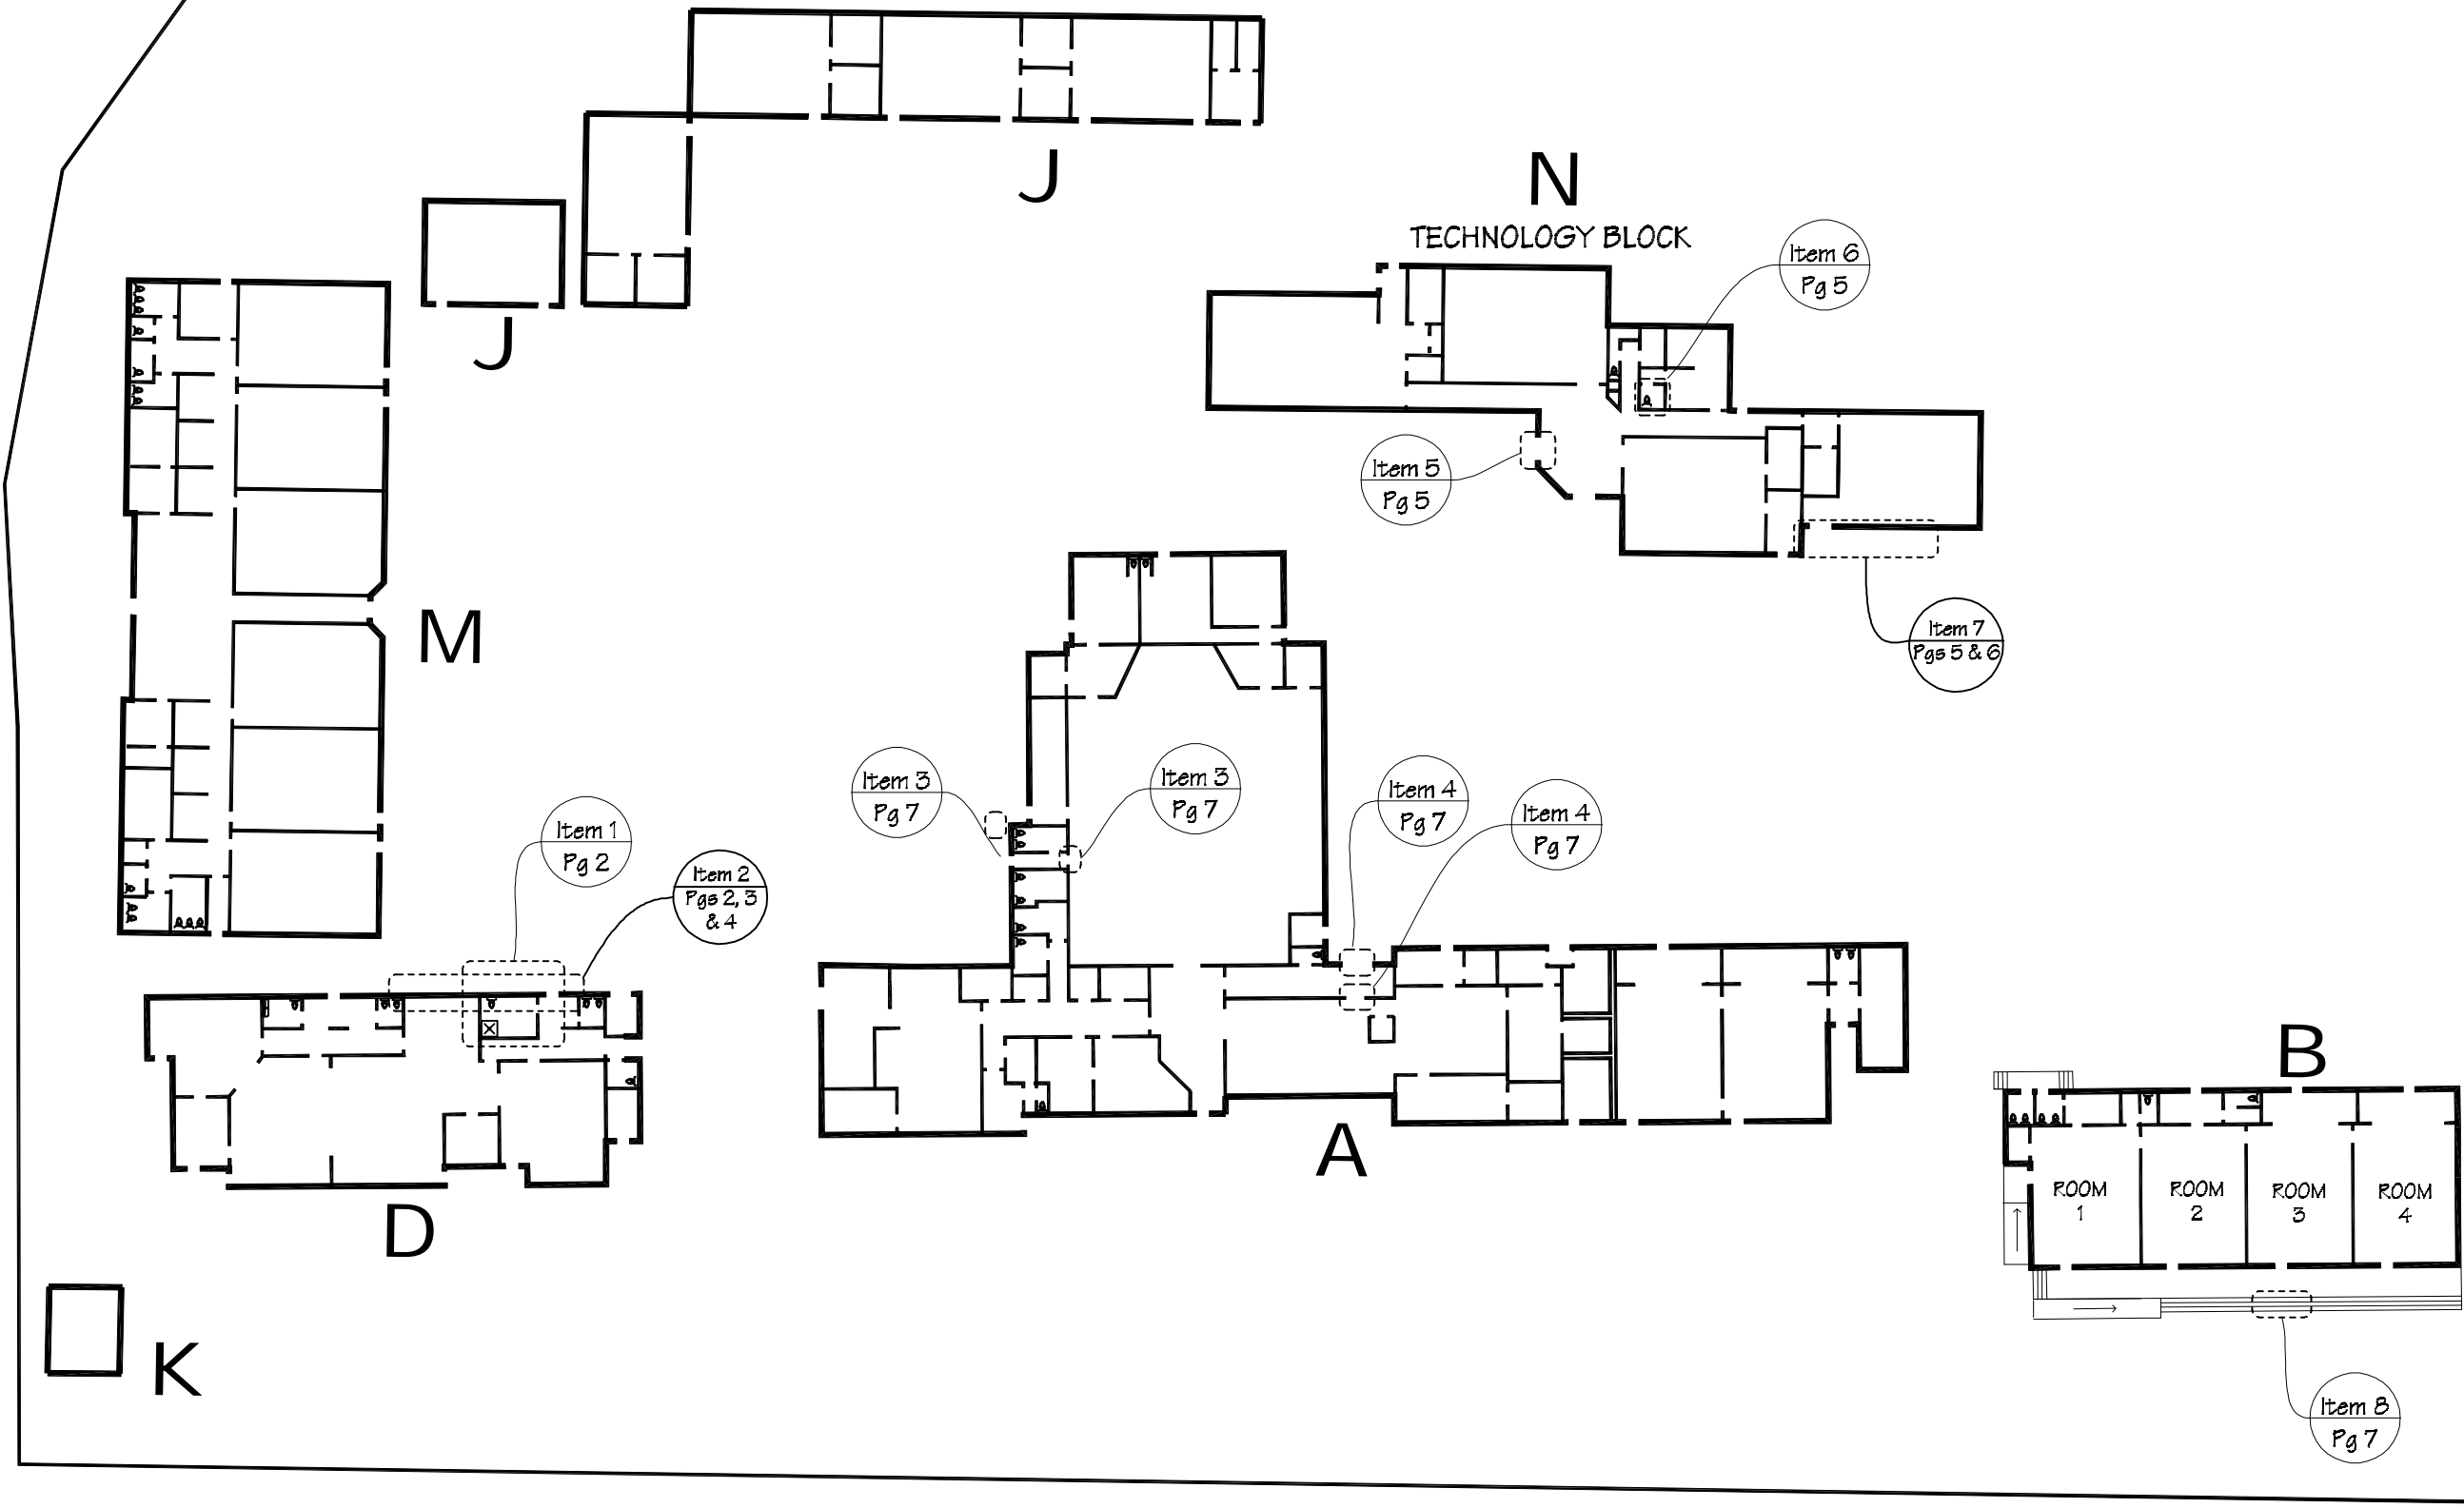 J
N
TECHNOLOGY BLOCK
Item 6
Pg 5
J
Item 5
Pg 5
M
Item 7
Pgs 5 & 6
Item 3
Pg 7
Item 3
Pg 7
Item 4
Pg 7
Item 4
Pg 7
Item 1
Pg 2
Item 2
Pgs 2, 3
& 4
B
A
ROOM
1
ROOM
2
ROOM
3
ROOM
4
D
K
Item 8
Pg 7